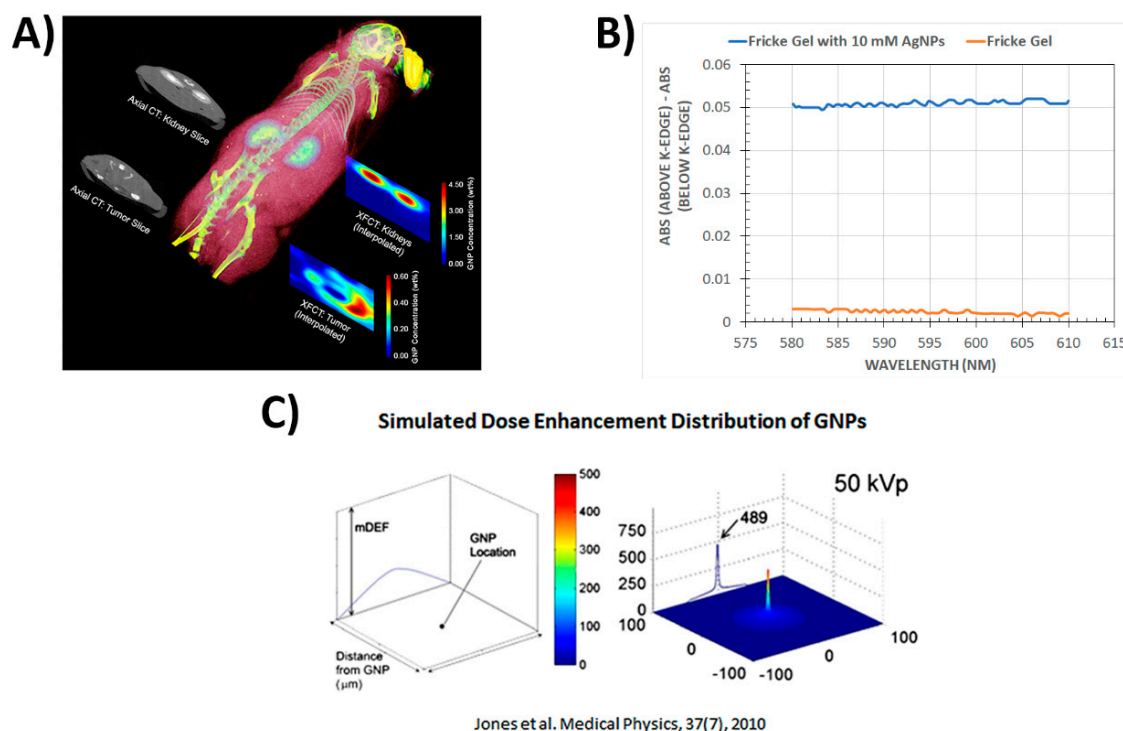 A)
Axial CT: Kidney Slice
Axial CT: Tumor Slice
XFCT: Kidneys
(Interpolated)
4.50
3.00
1.50
0.00
GNP Concentration (wt%)
XFCT: Tumor
(Interpolated)
0.60
0.40
0.20
0.00
GNP Concentration (wt%)
B)
Fricke Gel with 10 mM AgNPs
Fricke Gel
ABS (ABOVE K-EDGE) - ABS
(BELOW K-EDGE)
0.06
0.05
0.04
0.03
0.02
0.01
0
575
580
585
590
595
600
605
610
615
WAVELENGTH (NM)
C)
Simulated Dose Enhancement Distribution of GNPs
mDEF
GNP
Location
Distance
from GNP
(μm)
500
400
300
200
100
0
50 kVp
489
750
500
250
0
100
0
-100
-100
0
100
Jones et al. Medical Physics, 37(7), 2010